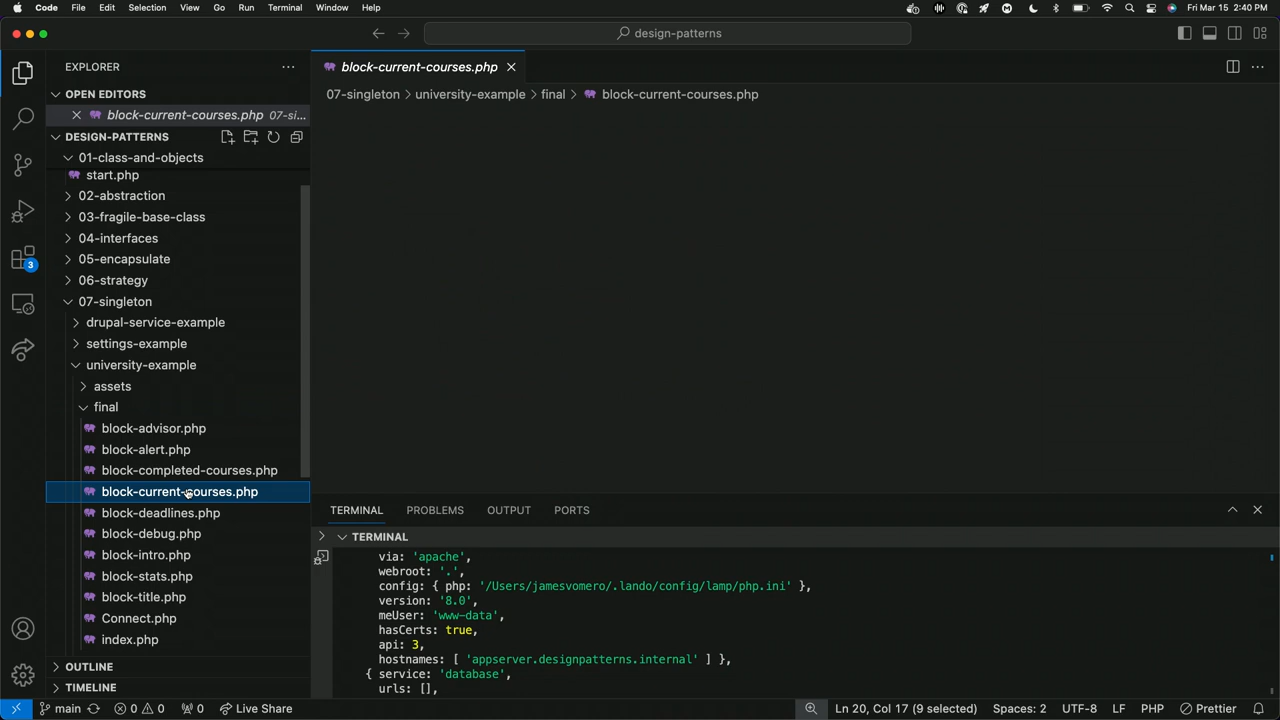 Code File Edit Selection View Go Run Terminal Window Help Fri Mar 15 2:40 PM
design-patterns
EXPLORER
OPEN EDITORS
block-current-courses.php 07-si...
DESIGN-PATTERNS
01-class-and-objects
start.php
02-abstraction
03-fragile-base-class
04-interfaces
05-encapsulate
06-strategy
07-singleton
drupal-service-example
settings-example
university-example
assets
final
block-advisor.php
block-alert.php
block-completed-courses.php
block-current-courses.php
block-deadlines.php
block-debug.php
block-intro.php
block-stats.php
block-title.php
Connect.php
index.php
OUTLINE
TIMELINE
3
block-current-courses.php
07-singleton > university-example > final > block-current-courses.php
TERMINAL PROBLEMS OUTPUT PORTS
TERMINAL
via: 'apache',
webroot: '.',
config: { php: '/Users/jamesvomero/.lando/config/lamp/php.ini' },
version: '8.0',
meUser: 'www-data',
hasCerts: true,
api: 3,
hostnames: [ 'appserver.designpatterns.internal' ] },
{ service: 'database',
urls: [],
main 0 0 0 Live Share Ln 20, Col 17 (9 selected) Spaces: 2 UTF-8 LF PHP Prettier